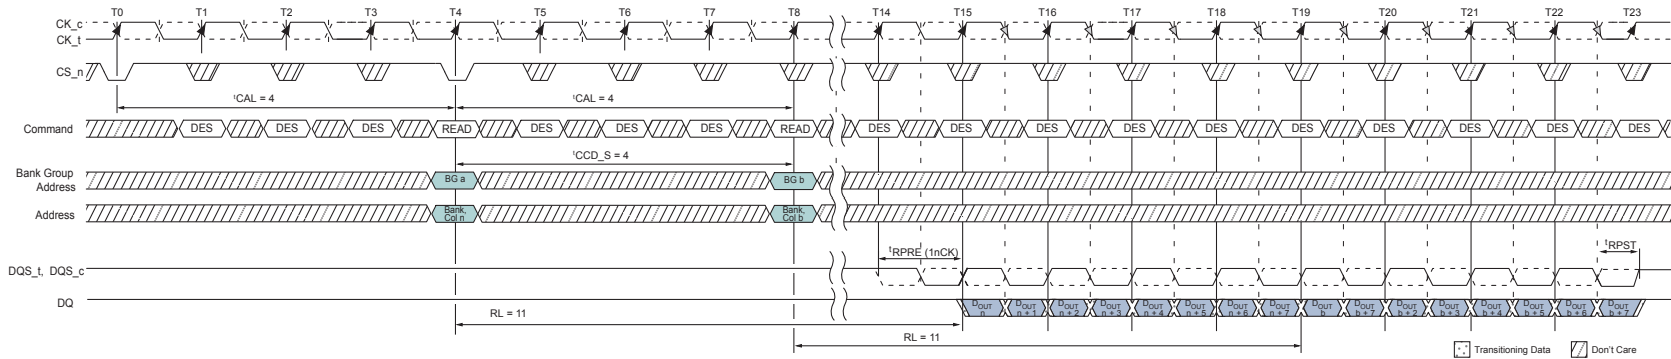 T0 T1 T2 T3 T4 T5 T6 T7 T8 T14 T15 T16 T17 T18 T19 T20 T21 T22 T23
CK_c
CK_t
CS_n
tCAL = 4 tCAL = 4
Command DES DES DES READ DES DES DES READ DES DES DES DES DES DES DES DES DES DES
tCCD_S = 4
Bank Group
Address
BG a BG b
Address
Bank,
Col n
Bank,
Col b
tRPRE (1nCK) tRPST
DQS_t, DQS_c
DQ
DOUT n
DOUT n + 1
DOUT n + 2
DOUT n + 3
DOUT n + 4
DOUT n + 5
DOUT n + 6
DOUT n + 7
DOUT b
DOUT b + 7
DOUT b + 2
DOUT b + 3
DOUT b + 4
DOUT b + 5
DOUT b + 6
DOUT b + 7
RL = 11
RL = 11
Transitioning Data Don't Care